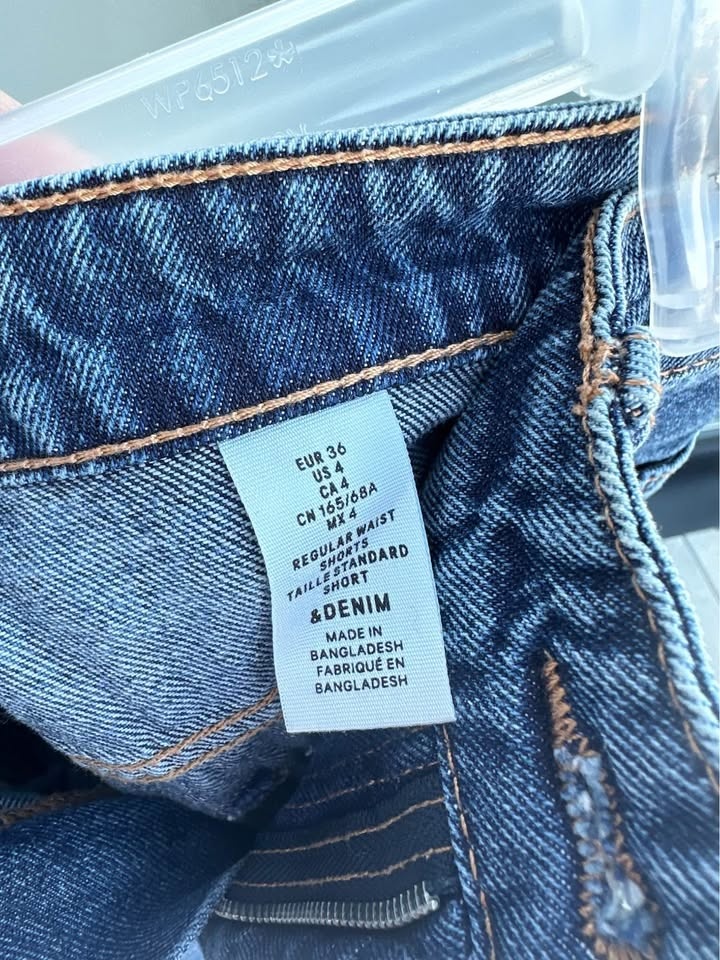 WP6512
EUR 36
US 4
CA 4
CN 165/68A
MX 4
REGULAR WAIST
SHORTS
TAILLE STANDARD
SHORT
&DENIM
MADE IN
BANGLADESH
FABRIQUÉ EN
BANGLADESH